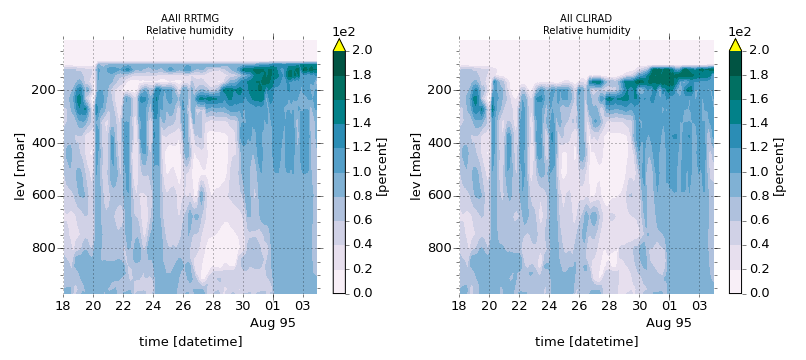 AAII RRTMG
Relative humidity
1e2
2.0
1.8
1.6
1.4
1.2
1.0
0.8
0.6
0.4
0.2
0.0
[percent]
200
400
600
800
lev [mbar]
18 20 22 24 26 28 30 01 03
Aug 95
time [datetime]
AII CLIRAD
Relative humidity
1e2
2.0
1.8
1.6
1.4
1.2
1.0
0.8
0.6
0.4
0.2
0.0
[percent]
200
400
600
800
lev [mbar]
18 20 22 24 26 28 30 01 03
Aug 95
time [datetime]